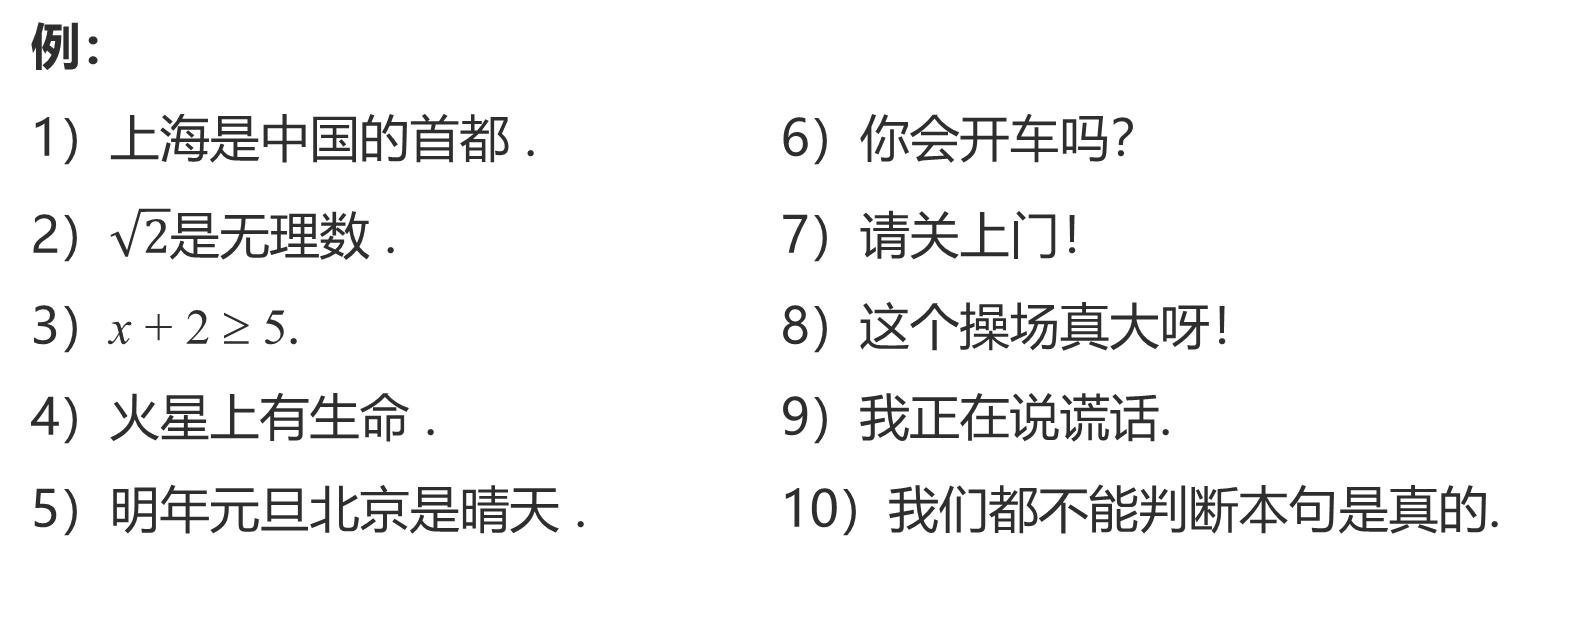 例：
1）上海是中国的首都 .
2）√2是无理数 .
3）x + 2 ≥ 5.
4）火星上有生命 .
5）明年元旦北京是晴天 .
6）你会开车吗？
7）请关上门！
8）这个操场真大呀！
9）我正在说谎话.
10）我们都不能判断本句是真的.